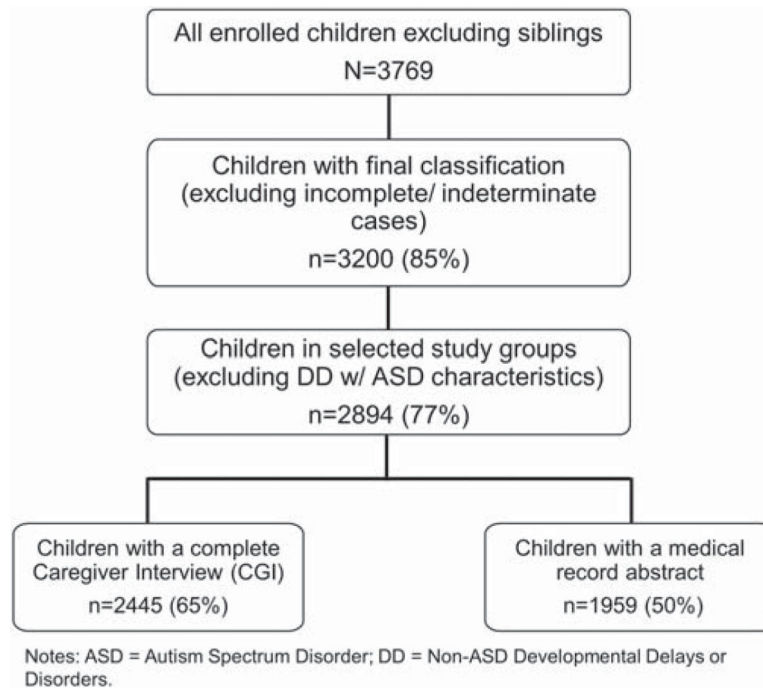 All enrolled children excluding siblings
N=3769
Children with final classification
(excluding incomplete/ indeterminate
cases)
n=3200 (85%)
Children in selected study groups
(excluding DD w/ ASD characteristics)
n=2894 (77%)
Children with a complete
Caregiver Interview (CGI)
n=2445 (65%)
Children with a medical
record abstract
n=1959 (50%)
Notes: ASD = Autism Spectrum Disorder; DD = Non-ASD Developmental Delays or
Disorders.